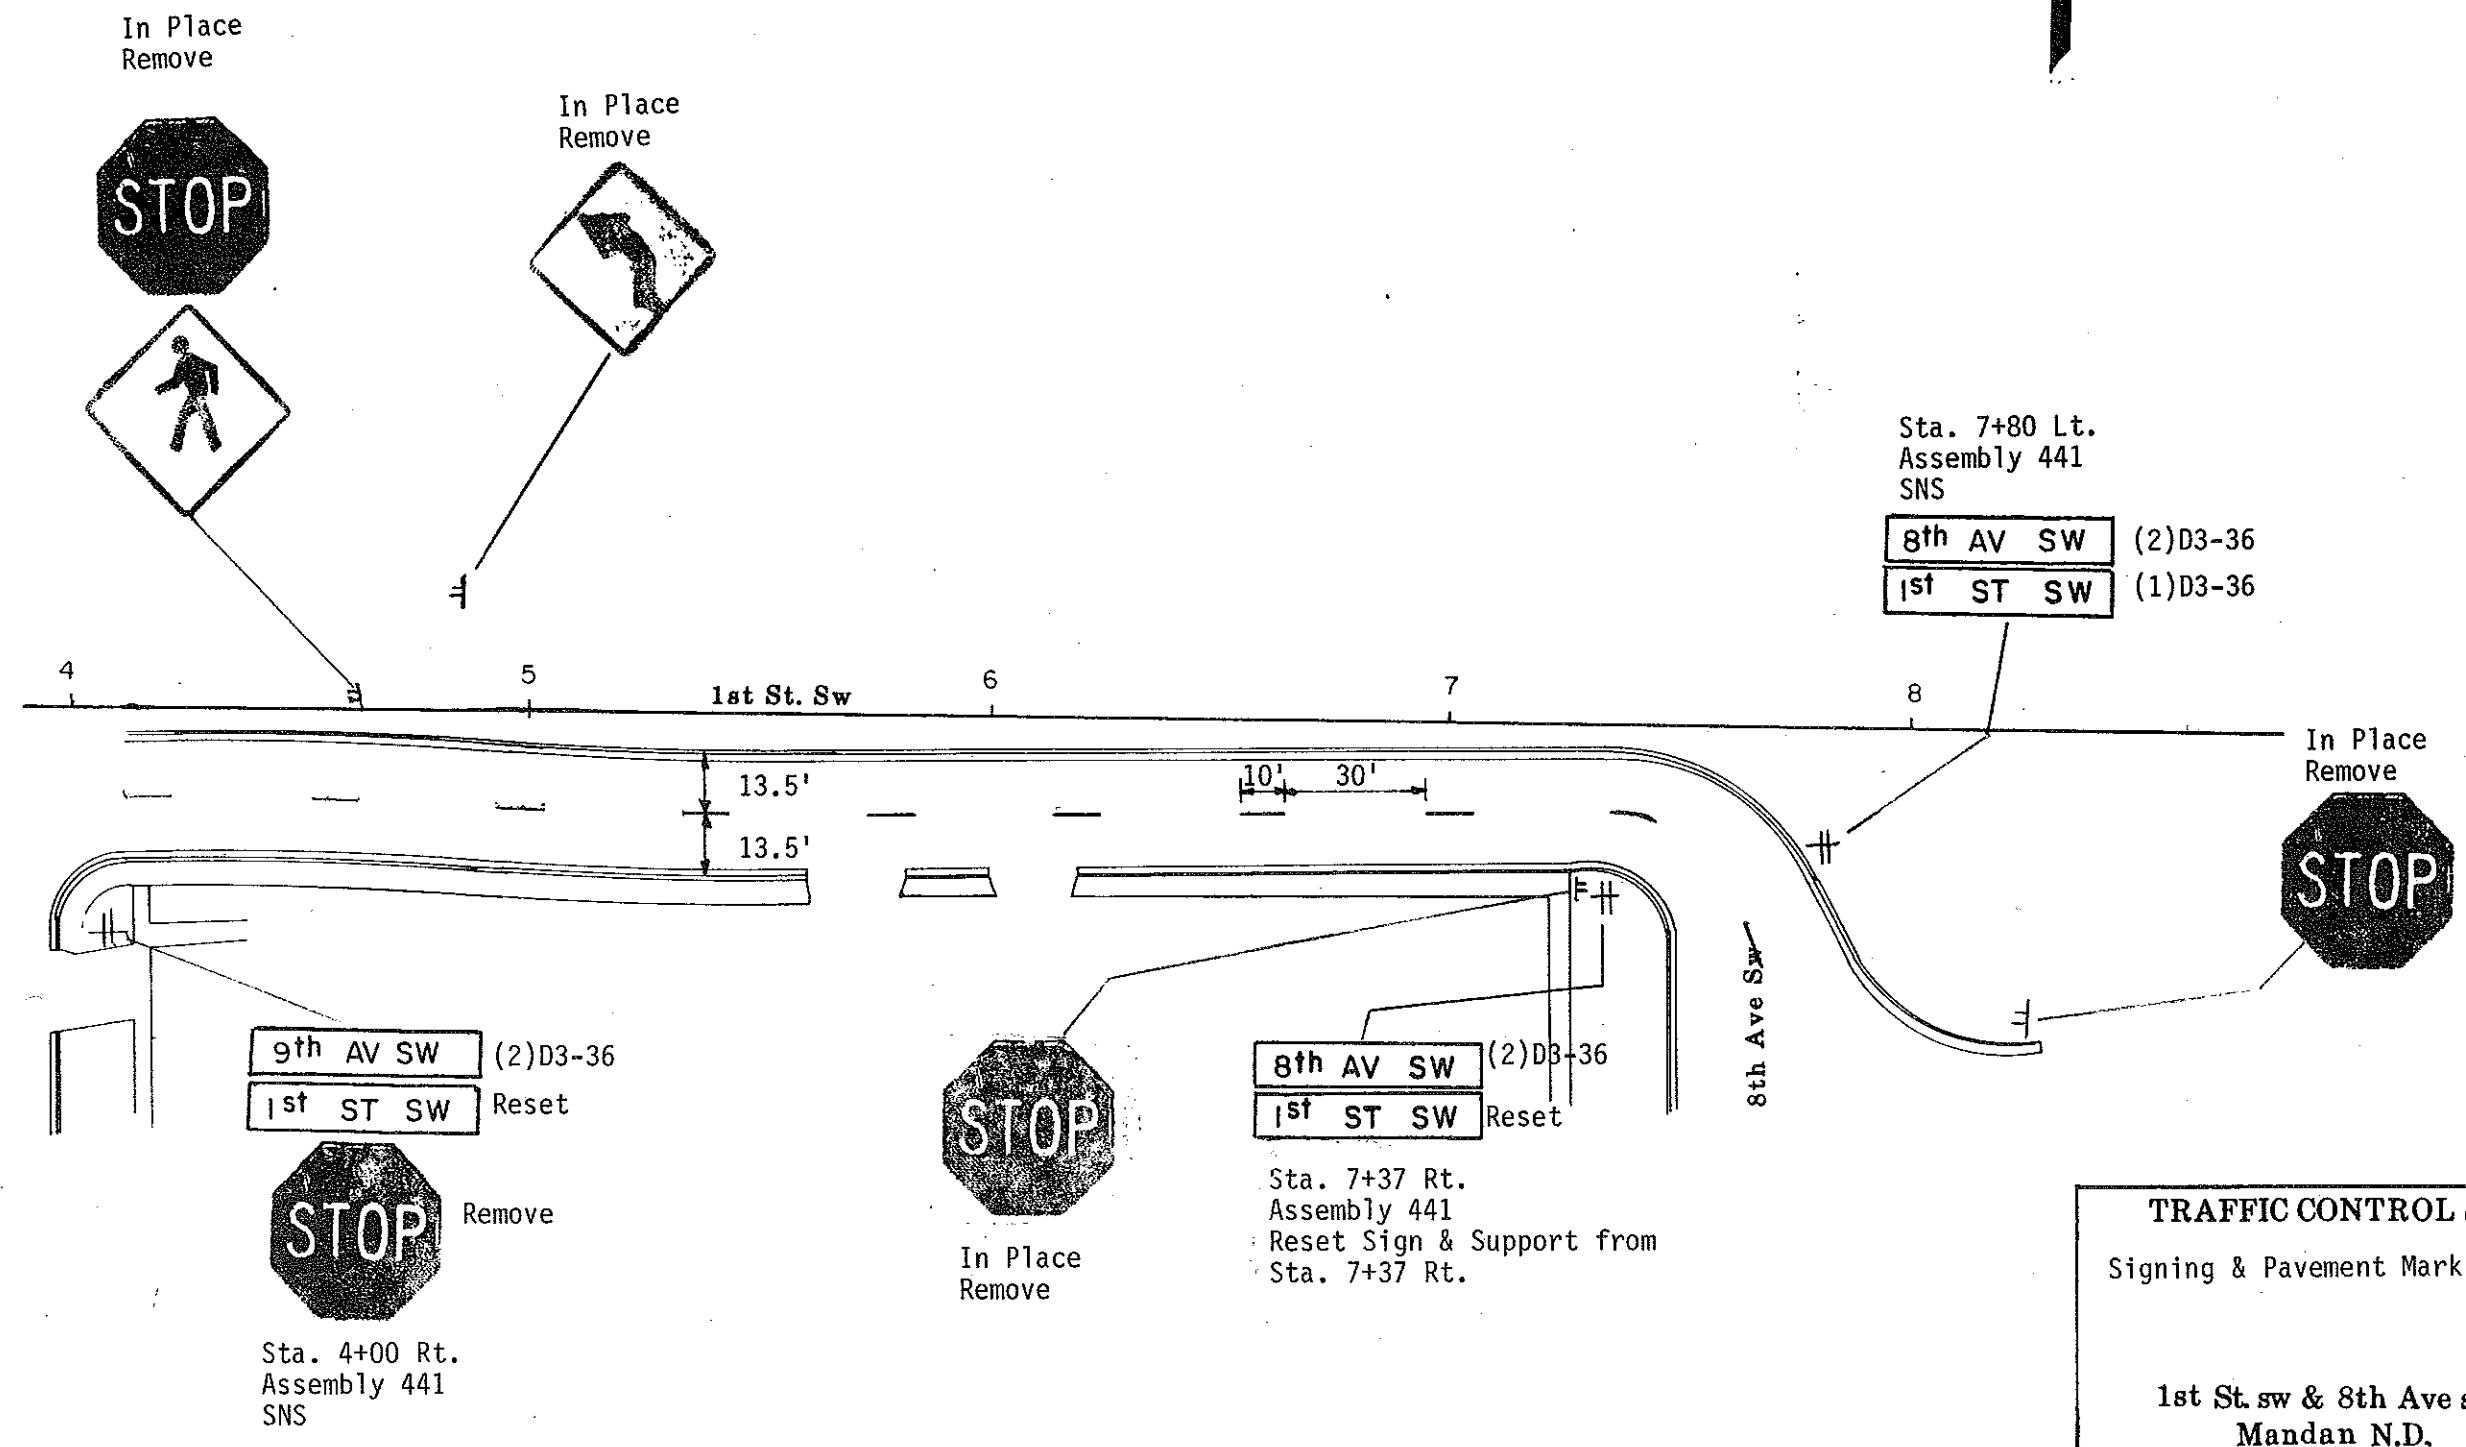 In Place
Remove
STOP
In Place
Remove
Sta. 7+80 Lt.
Assembly 441
SNS
8th AV SW (2)D3-36
1st ST SW (1)D3-36
4 5 6 7 8
1st St. Sw
In Place
Remove
STOP
13.5'
10' 30'
13.5'
8th Ave Sw
9th AV SW (2)D3-36
1st ST SW Reset
STOP Remove
Sta. 4+00 Rt.
Assembly 441
SNS
STOP
In Place
Remove
8th AV SW (2)D3-36
1st ST SW Reset
Sta. 7+37 Rt.
Assembly 441
Reset Sign & Support from
Sta. 7+37 Rt.
TRAFFIC CONTROL
Signing & Pavement Mark
1st St. sw & 8th Ave s
Mandan N.D.